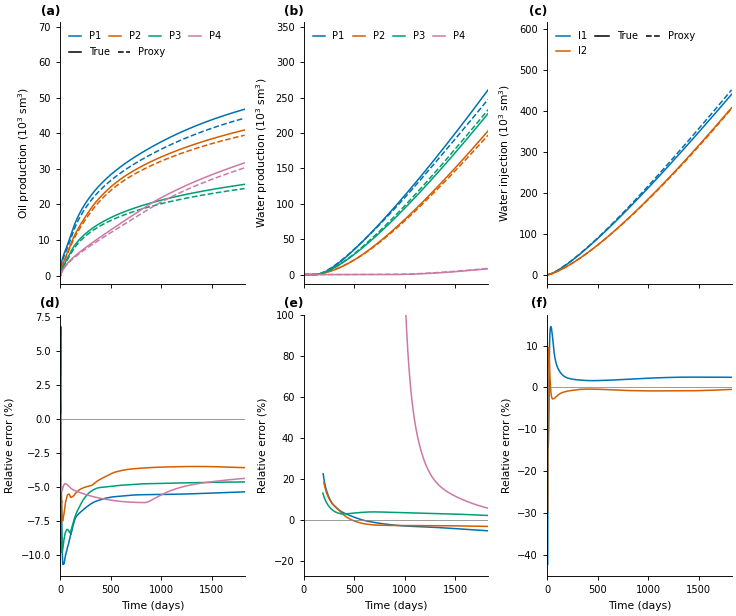 (a)
P1 P2 P3 P4
True Proxy
Oil production (10³ sm³)
70
60
50
40
30
20
10
0
0
500
1000
1500
(b)
P1 P2 P3 P4
Water production (10³ sm³)
350
300
250
200
150
100
50
0
(c)
I1 True Proxy
I2
Water injection (10³ sm³)
600
500
400
300
200
100
0
(d)
Relative error (%)
7.5
5.0
2.5
0.0
−2.5
−5.0
−7.5
−10.0
0 500 1000 1500
Time (days)
(e)
Relative error (%)
100
80
60
40
20
0
−20
0 500 1000 1500
Time (days)
(f)
Relative error (%)
10
0
−10
−20
−30
−40
0 500 1000 1500
Time (days)